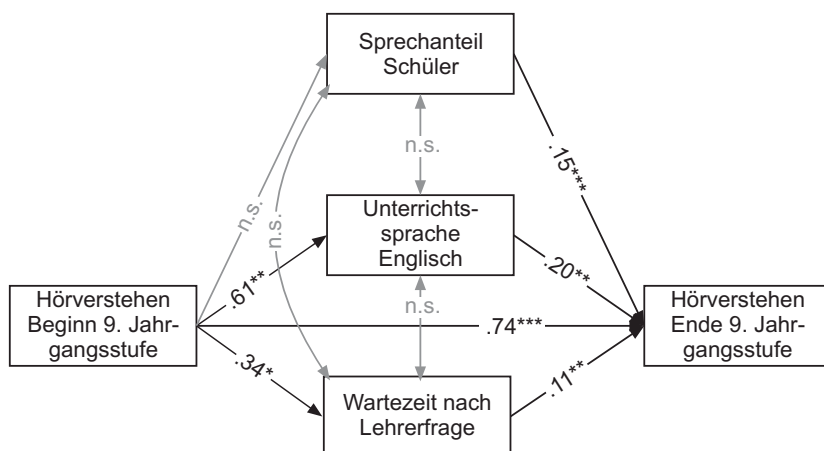 Sprechanteil
Schüler
n.s.
.15***
n.s.
n.s.
Unterrichts-
sprache
Englisch
.61**
.20**
n.s.
Hörverstehen
Beginn 9. Jahr-
gangsstufe
.74***
Hörverstehen
Ende 9. Jahr-
gangsstufe
.34*
.11**
Wartezeit nach
Lehrerfrage